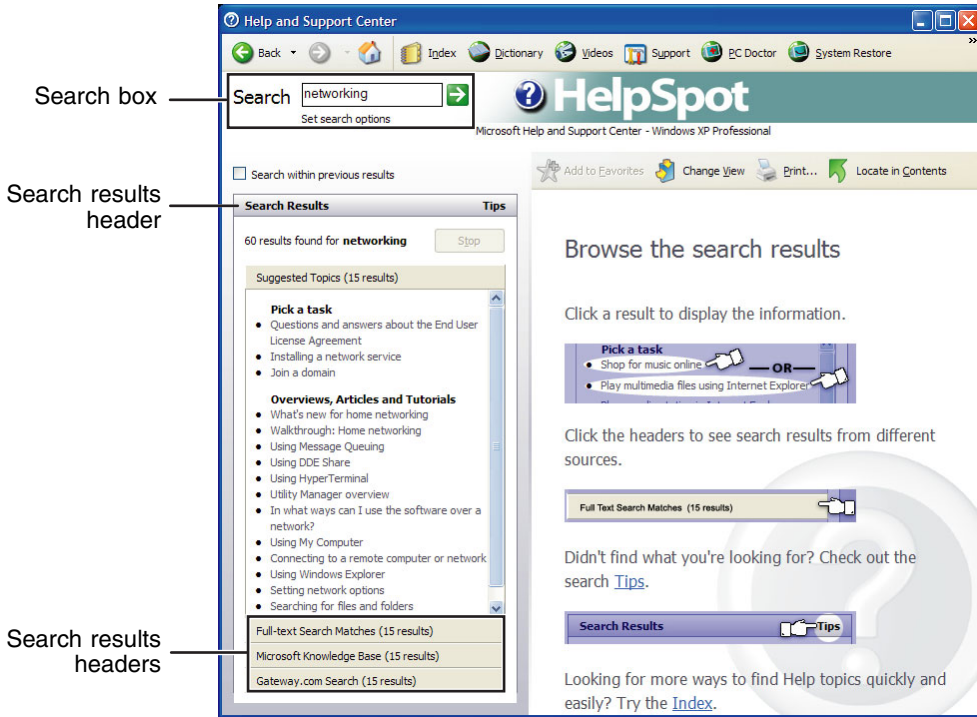 Help and Support Center
Back
Index
Dictionary
Videos
Support
PC Doctor
System Restore
»
Search box
Search
networking
Set search options
? HelpSpot
Microsoft Help and Support Center - Windows XP Professional
Search within previous results
Add to Favorites
Change View
Print...
Locate in Contents
Search results
header
Search Results
Tips
60 results found for networking
Stop
Suggested Topics (15 results)
Pick a task
• Questions and answers about the End User
License Agreement
• Installing a network service
• Join a domain
Overviews, Articles and Tutorials
• What's new for home networking
• Walkthrough: Home networking
• Using Message Queuing
• Using DDE Share
• Using HyperTerminal
• Utility Manager overview
• In what ways can I use the software over a
network?
• Using My Computer
• Connecting to a remote computer or network
• Using Windows Explorer
• Setting network options
• Searching for files and folders
Search results
headers
Full-text Search Matches (15 results)
Microsoft Knowledge Base (15 results)
Gateway.com Search (15 results)
Browse the search results
Click a result to display the information.
Pick a task
• Shop for music online
OR
• Play multimedia files using Internet Explorer
Click the headers to see search results from different
sources.
Full Text Search Matches (15 results)
Didn't find what you're looking for? Check out the
search Tips.
Search Results
Tips
Looking for more ways to find Help topics quickly and
easily? Try the Index.